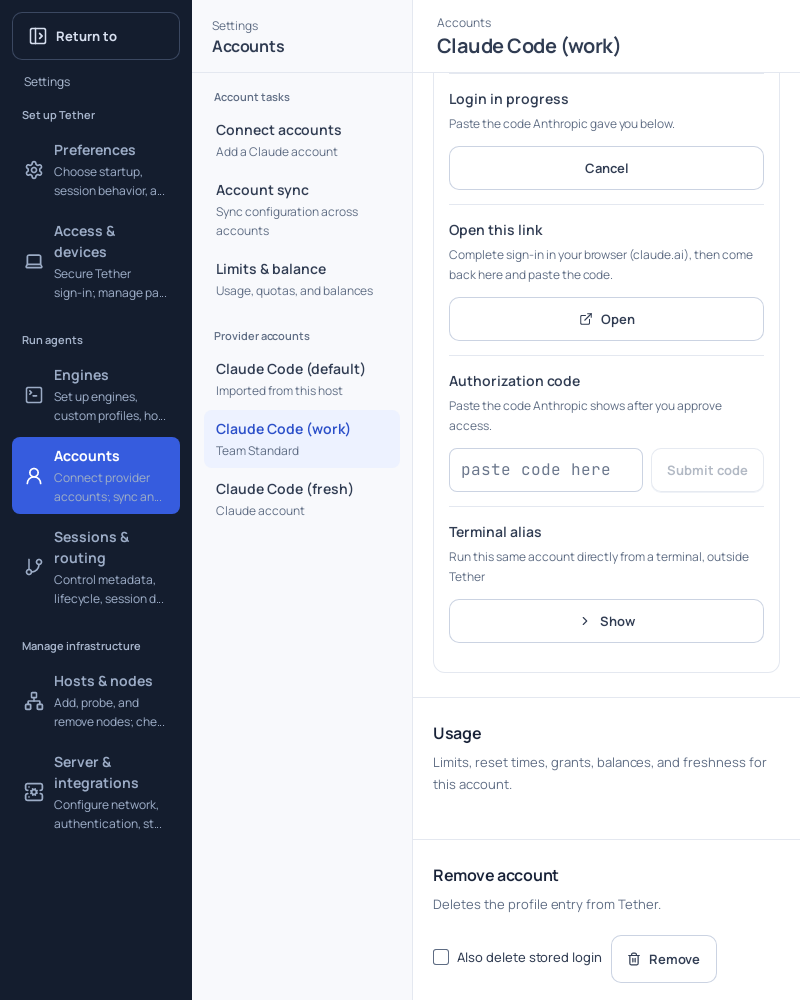 Return to
Settings
Set up Tether
Preferences
Choose startup,
session behavior, a...
Access &
devices
Secure Tether
sign-in; manage pa...
Run agents
Engines
Set up engines,
custom profiles, ho...
Accounts
Connect provider
accounts; sync an...
Sessions &
routing
Control metadata,
lifecycle, session d...
Manage infrastructure
Hosts & nodes
Add, probe, and
remove nodes; che...
Server &
integrations
Configure network,
authentication, st...
Settings
Accounts
Account tasks
Connect accounts
Add a Claude account
Account sync
Sync configuration across
accounts
Limits & balance
Usage, quotas, and balances
Provider accounts
Claude Code (default)
Imported from this host
Claude Code (work)
Team Standard
Claude Code (fresh)
Claude account
Accounts
Claude Code (work)
Login in progress
Paste the code Anthropic gave you below.
Cancel
Open this link
Complete sign-in in your browser (claude.ai), then come
back here and paste the code.
Open
Authorization code
Paste the code Anthropic shows after you approve
access.
paste code here
Submit code
Terminal alias
Run this same account directly from a terminal, outside
Tether
Show
Usage
Limits, reset times, grants, balances, and freshness for
this account.
Remove account
Deletes the profile entry from Tether.
Also delete stored login
Remove